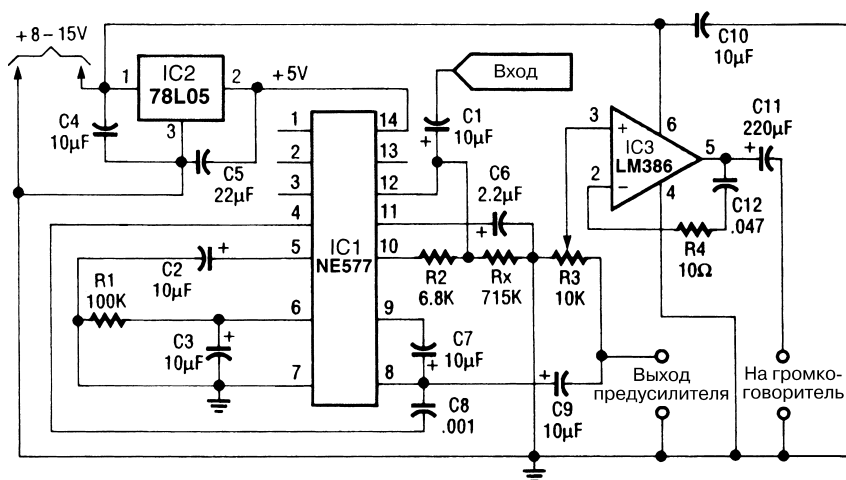 +8-15V
IC2
78L05
1
2
3
+5V
C4
10µF
C5
22µF
Вход
C1
10µF
+
C10
10µF
C11
220µF
+
3
+
IC3
LM386
6
5
2
−
4
C12
.047
R4
10Ω
1
2
3
4
5
6
7
14
13
12
11
10
9
8
IC1
NE577
C6
2.2µF
+
C2
10µF
+
R1
100K
C3
10µF
+
R2
6.8K
Rx
715K
R3
10K
C7
10µF
+
C8
.001
C9
10µF
+
Выход
предусилителя
На громко-
говоритель